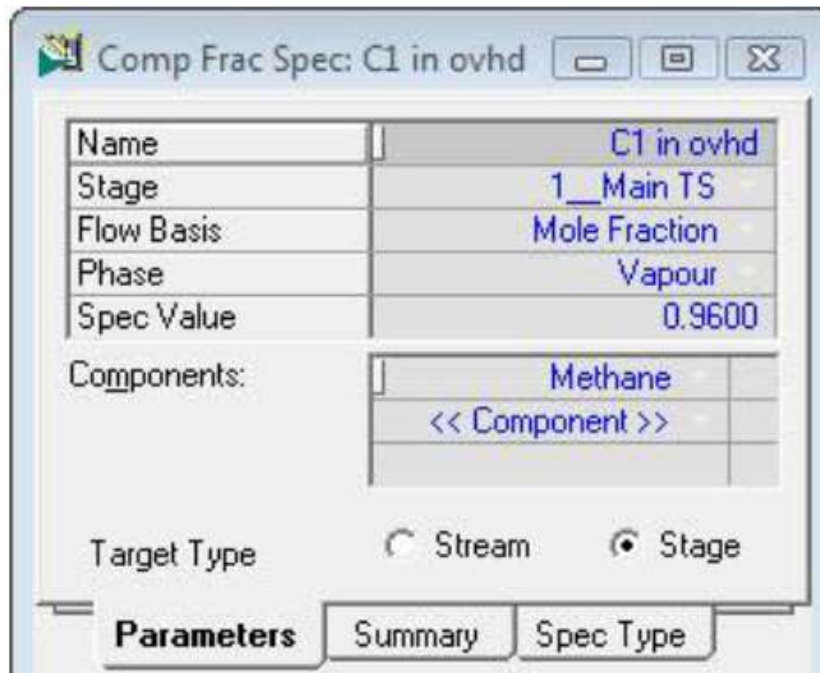 Comp Frac Spec: C1 in ovhd
Name C1 in ovhd
Stage 1__Main TS
Flow Basis Mole Fraction
Phase Vapour
Spec Value 0.9600
Components: Methane
<< Component >>
Target Type Stream Stage
Parameters Summary Spec Type